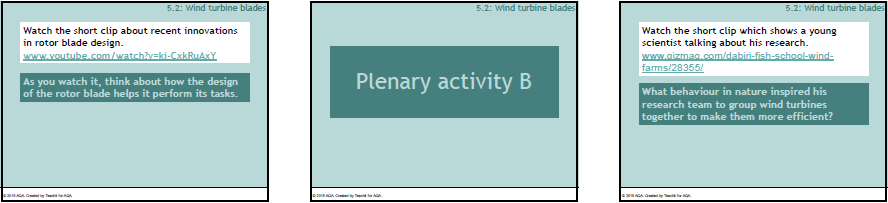 5.2: Wind turbine blades
Watch the short clip about recent innovations
in rotor blade design.
www.youtube.com/watch?v=ki-CxkRuAxY
As you watch it, think about how the design
of the rotor blade helps it perform its tasks.
© 2015 AQA. Created by Teachit for AQA.
5.2: Wind turbine blades
Plenary activity B
© 2015 AQA. Created by Teachit for AQA.
5.2: Wind turbine blades
Watch the short clip which shows a young
scientist talking about his research.
www.gizmag.com/dabiri-fish-school-wind-
farms/28355/
What behaviour in nature inspired his
research team to group wind turbines
together to make them more efficient?
© 2015 AQA. Created by Teachit for AQA.